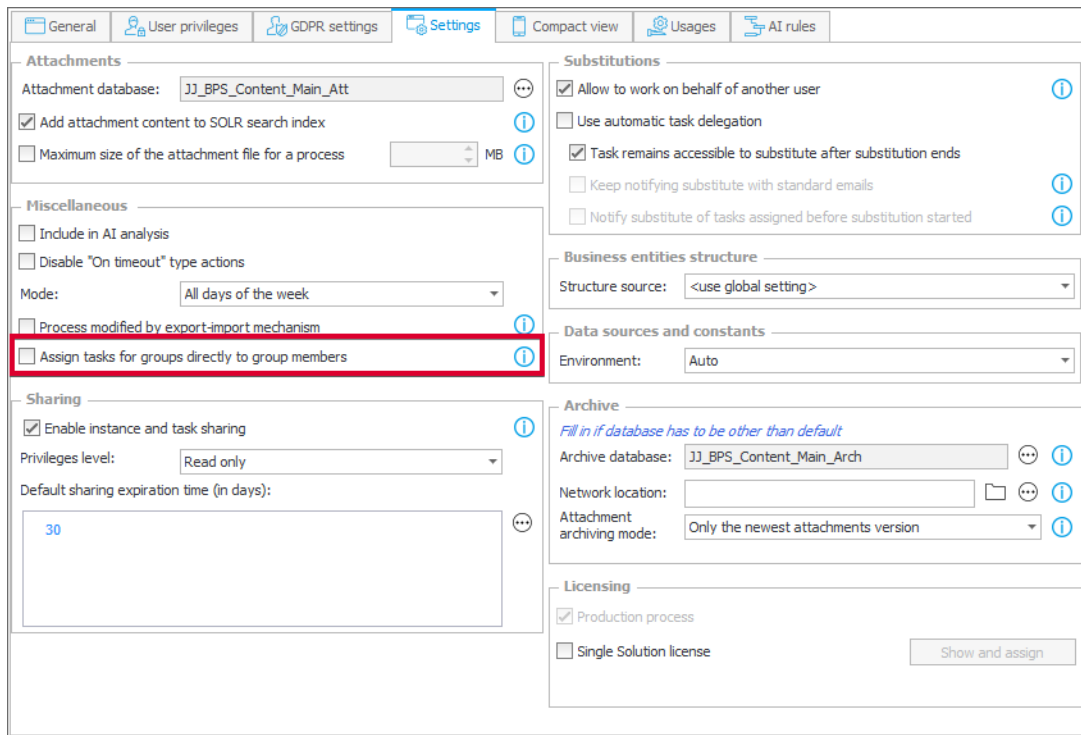 General
User privileges
GDPR settings
Settings
Compact view
Usages
AI rules
Attachments
Attachment database:
JJ_BPS_Content_Main_Att
Add attachment content to SOLR search index
Maximum size of the attachment file for a process
MB
Miscellaneous
Include in AI analysis
Disable "On timeout" type actions
Mode:
All days of the week
Process modified by export-import mechanism
Assign tasks for groups directly to group members
Sharing
Enable instance and task sharing
Privileges level:
Read only
Default sharing expiration time (in days):
30
Substitutions
Allow to work on behalf of another user
Use automatic task delegation
Task remains accessible to substitute after substitution ends
Keep notifying substitute with standard emails
Notify substitute of tasks assigned before substitution started
Business entities structure
Structure source:
<use global setting>
Data sources and constants
Environment:
Auto
Archive
Fill in if database has to be other than default
Archive database:
JJ_BPS_Content_Main_Arch
Network location:
Attachment
archiving mode:
Only the newest attachments version
Licensing
Production process
Single Solution license
Show and assign